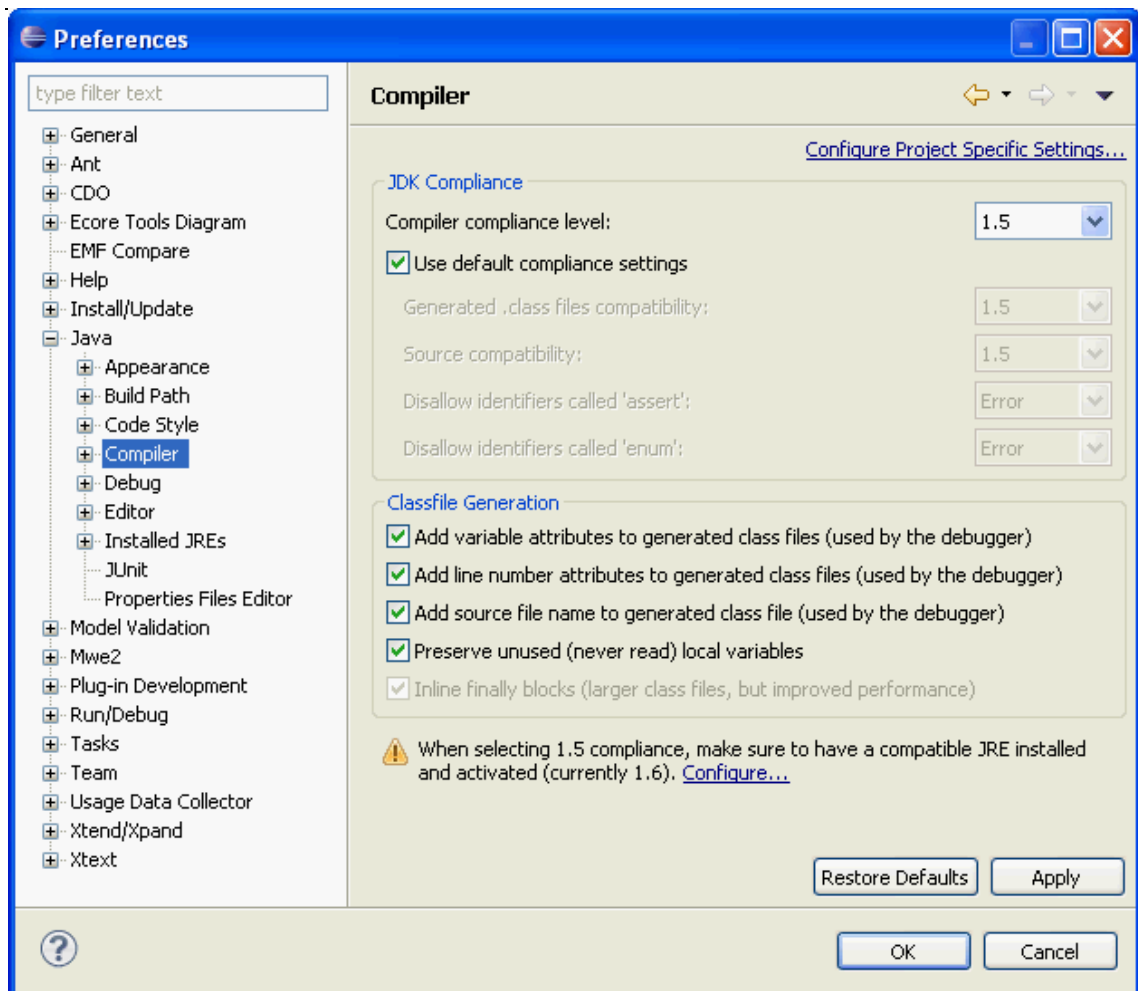 Preferences
type filter text
General
Ant
CDO
Ecore Tools Diagram
EMF Compare
Help
Install/Update
Java
Appearance
Build Path
Code Style
Compiler
Debug
Editor
Installed JREs
JUnit
Properties Files Editor
Model Validation
Mwe2
Plug-in Development
Run/Debug
Tasks
Team
Usage Data Collector
Xtend/Xpand
Xtext
Compiler
Configure Project Specific Settings...
JDK Compliance
Compiler compliance level: 1.5
Use default compliance settings
Generated .class files compatibility: 1.5
Source compatibility: 1.5
Disallow identifiers called 'assert': Error
Disallow identifiers called 'enum': Error
Classfile Generation
Add variable attributes to generated class files (used by the debugger)
Add line number attributes to generated class files (used by the debugger)
Add source file name to generated class file (used by the debugger)
Preserve unused (never read) local variables
Inline finally blocks (larger class files, but improved performance)
When selecting 1.5 compliance, make sure to have a compatible JRE installed
and activated (currently 1.6). Configure...
Restore Defaults Apply
OK Cancel